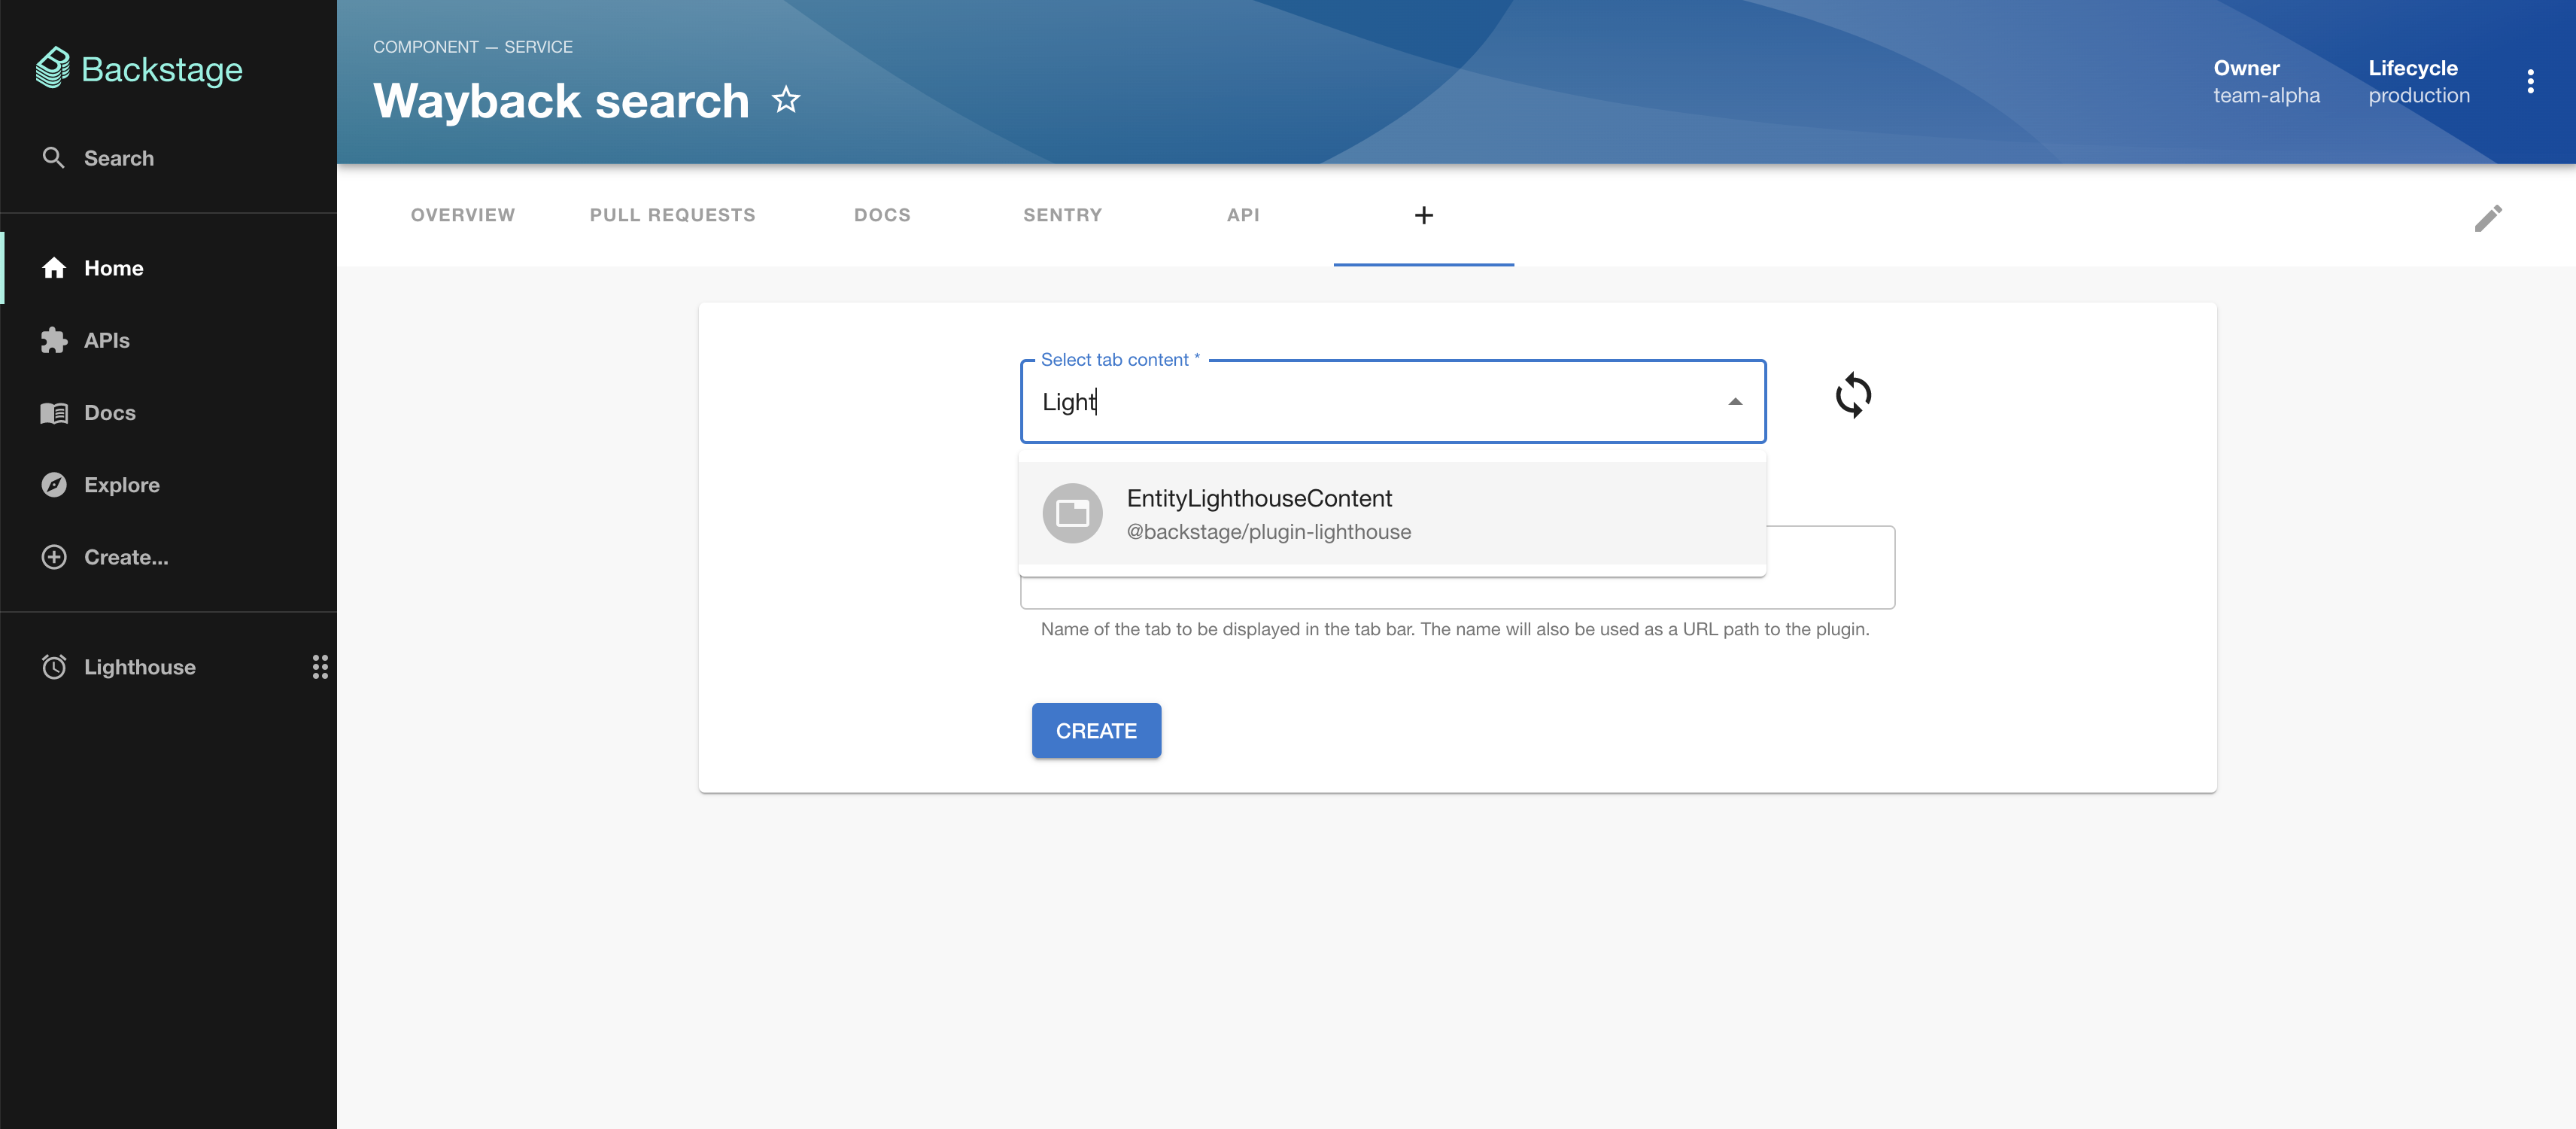 Backstage
Search
Home
APIs
Docs
Explore
Create...
Lighthouse
COMPONENT — SERVICE
Wayback search
Owner
team-alpha
Lifecycle
production
OVERVIEW
PULL REQUESTS
DOCS
SENTRY
API
+
Select tab content *
Light
EntityLighthouseContent
@backstage/plugin-lighthouse
Name of the tab to be displayed in the tab bar. The name will also be used as a URL path to the plugin.
CREATE